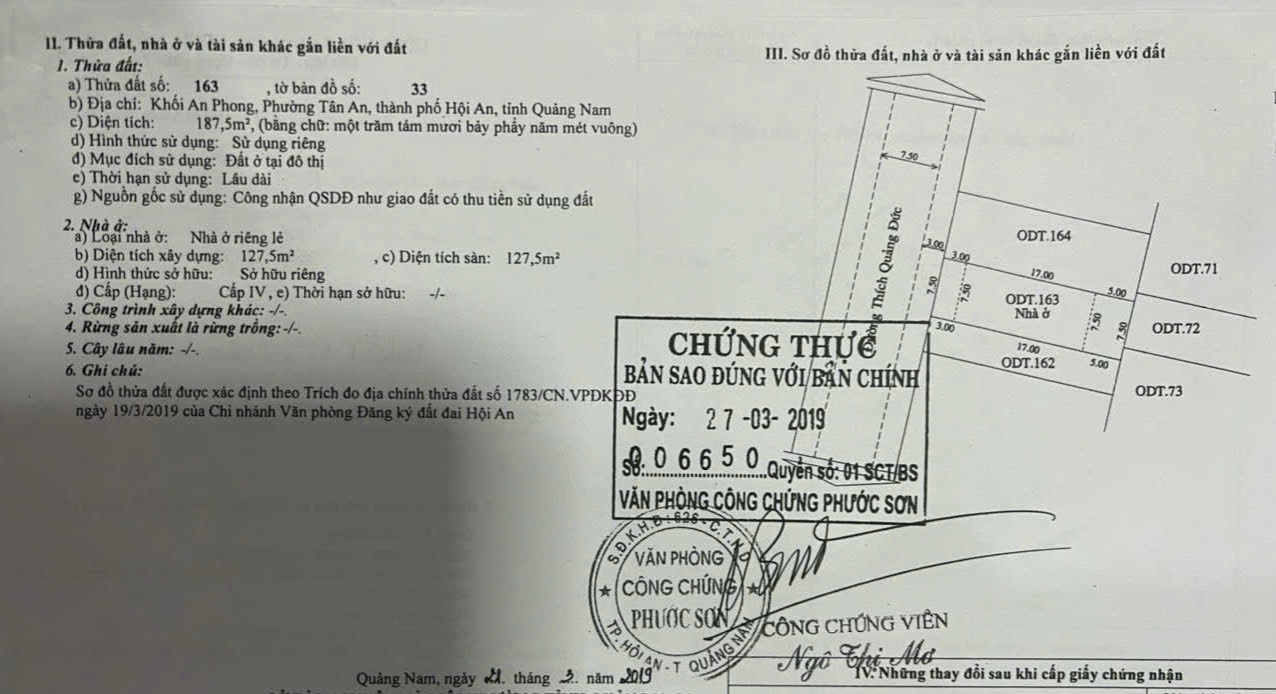 II. Thửa đất, nhà ở và tài sản khác gắn liền với đất
1. Thửa đất:
a) Thửa đất số: 163 , tờ bản đồ số: 33
b) Địa chỉ: Khối An Phong, Phường Tân An, thành phố Hội An, tỉnh Quảng Nam
c) Diện tích: 187,5m², (bằng chữ: một trăm tám mươi bảy phẩy năm mét vuông)
d) Hình thức sử dụng: Sử dụng riêng
đ) Mục đích sử dụng: Đất ở tại đô thị
e) Thời hạn sử dụng: Lâu dài
g) Nguồn gốc sử dụng: Công nhận QSDĐ như giao đất có thu tiền sử dụng đất
2. Nhà ở:
a) Loại nhà ở: Nhà ở riêng lẻ
b) Diện tích xây dựng: 127,5m² , c) Diện tích sàn: 127,5m²
d) Hình thức sở hữu: Sở hữu riêng
đ) Cấp (Hạng): Cấp IV , e) Thời hạn sở hữu: -/-
3. Công trình xây dựng khác: -/-.
4. Rừng sản xuất là rừng trồng: -/-.
5. Cây lâu năm: -/-.
6. Ghi chú:
Sơ đồ thửa đất được xác định theo Trích đo địa chính thửa đất số 1783/CN.VPĐKĐĐ
ngày 19/3/2019 của Chi nhánh Văn phòng Đăng ký đất đai Hội An
III. Sơ đồ thửa đất, nhà ở và tài sản khác gắn liền với đất
7.50
Đường Thích Quảng Đức
3.00
3.00
ODT.164
ODT.71
17.00
5.00
7.50
7.50
ODT.163
Nhà ở
7.50
7.50
ODT.72
3.00
17.00
5.00
ODT.162
ODT.73
CHỨNG THỰC
BẢN SAO ĐÚNG VỚI BẢN CHÍNH
Ngày: 27-03-2019
Số: 006650 Quyển số: 01 SCT/BS
VĂN PHÒNG CÔNG CHỨNG PHƯỚC SƠN
S.Đ.K.H.Đ: 626-C.T.N.D
VĂN PHÒNG
CÔNG CHỨNG
PHƯỚC SƠN
TP. HỘI AN - T QUẢNG NAM
CÔNG CHỨNG VIÊN
Ngô Thị Mơ
Quảng Nam, ngày 21. tháng 3. năm 2019
IV. Những thay đổi sau khi cấp giấy chứng nhận